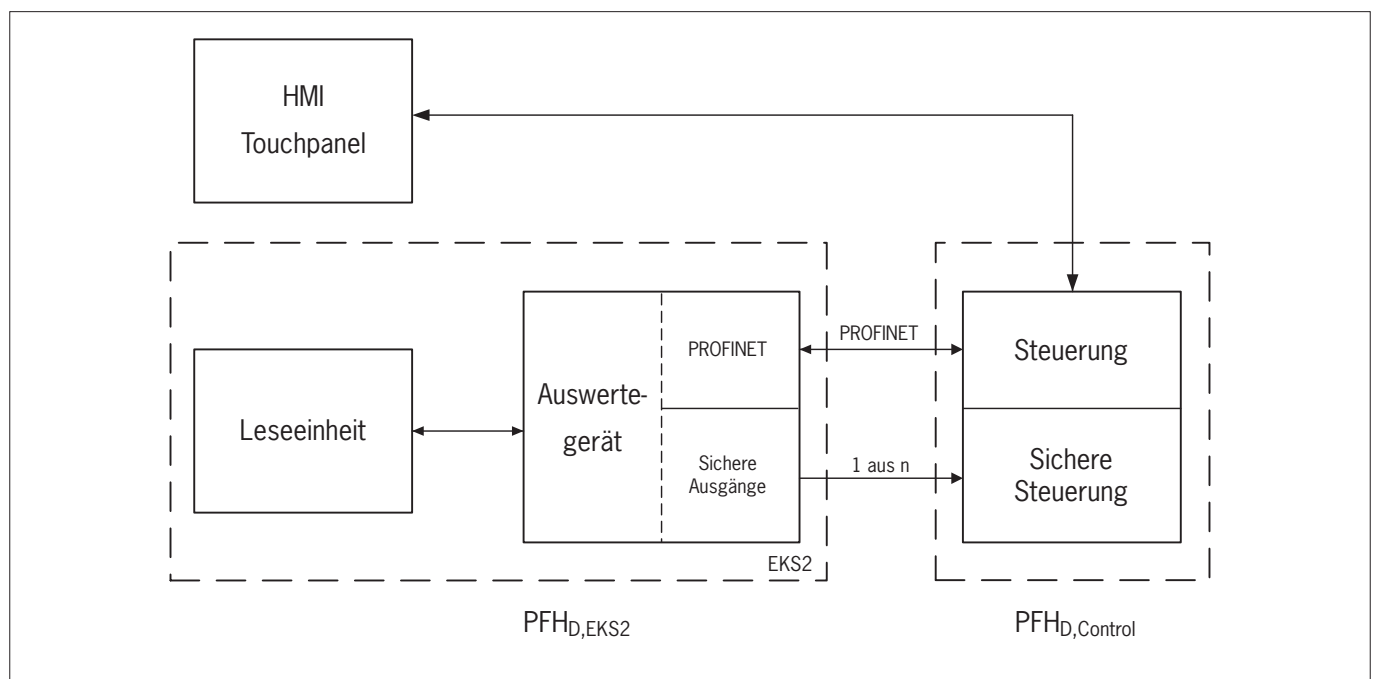 HMI
Touchpanel
Leseeinheit
Auswerte-
gerät
PROFINET
Sichere
Ausgänge
EKS2
PROFINET
1 aus n
Steuerung
Sichere
Steuerung
PFHD,EKS2
PFHD,Control